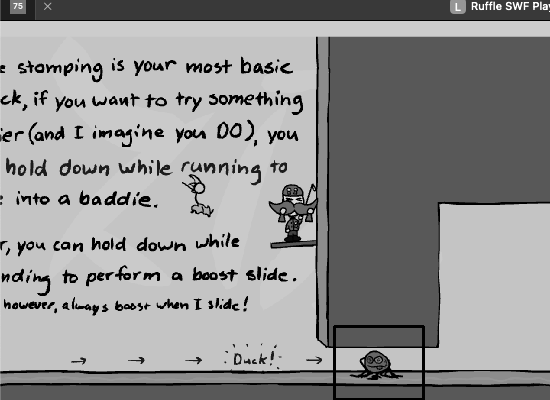 75
L Ruffle SWF Play
e stomping is your most basic
ck, if you want to try something
ier (and I imagine you DO), you
hold down while running to
e into a baddie.
r, you can hold down while
nding to perform a boost slide.
however, always boost when I slide!
→ → → Duck! →